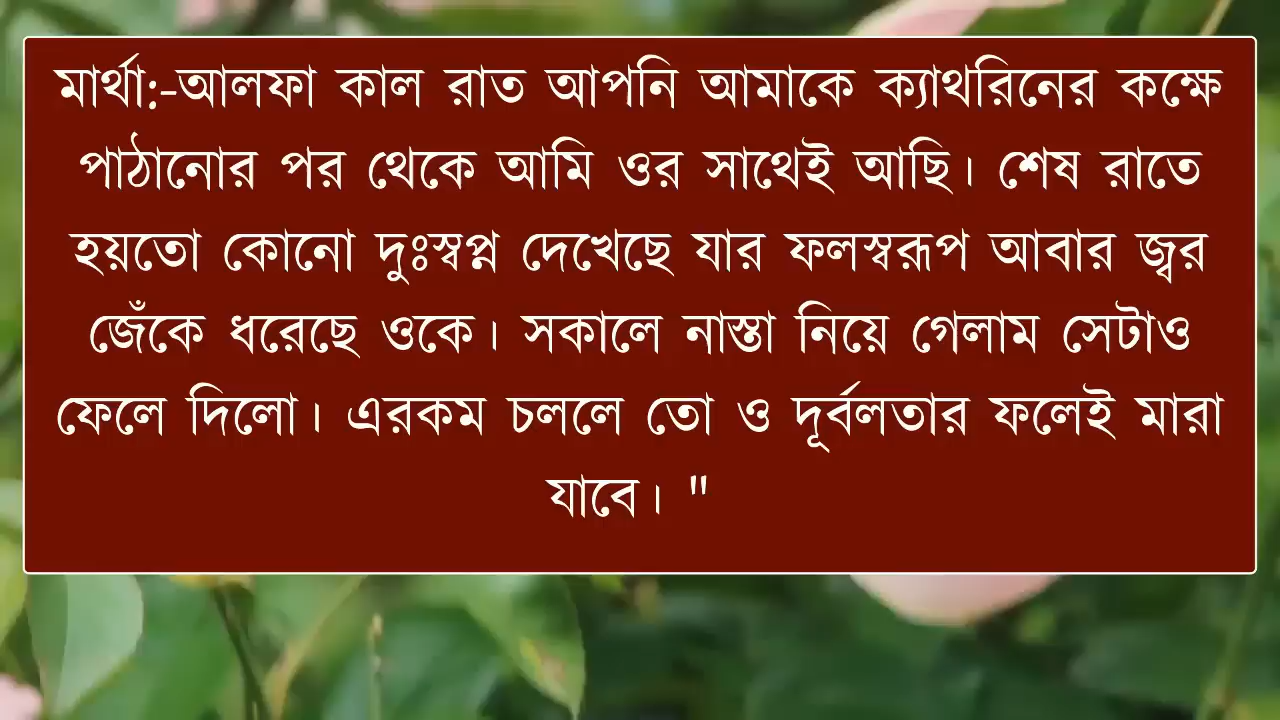 মার্থা:-আলফা কাল রাত আপনি আমাকে ক্যাথরিনের কক্ষে
পাঠানোর পর থেকে আমি ওর সাথেই আছি। শেষ রাতে
হয়তো কোনো দুঃস্বপ্ন দেখেছে যার ফলস্বরূপ আবার জ্বর
জেঁকে ধরেছে ওকে। সকালে নাস্তা নিয়ে গেলাম সেটাও
ফেলে দিলো। এরকম চললে তো ও দূর্বলতার ফলেই মারা
যাবে। "